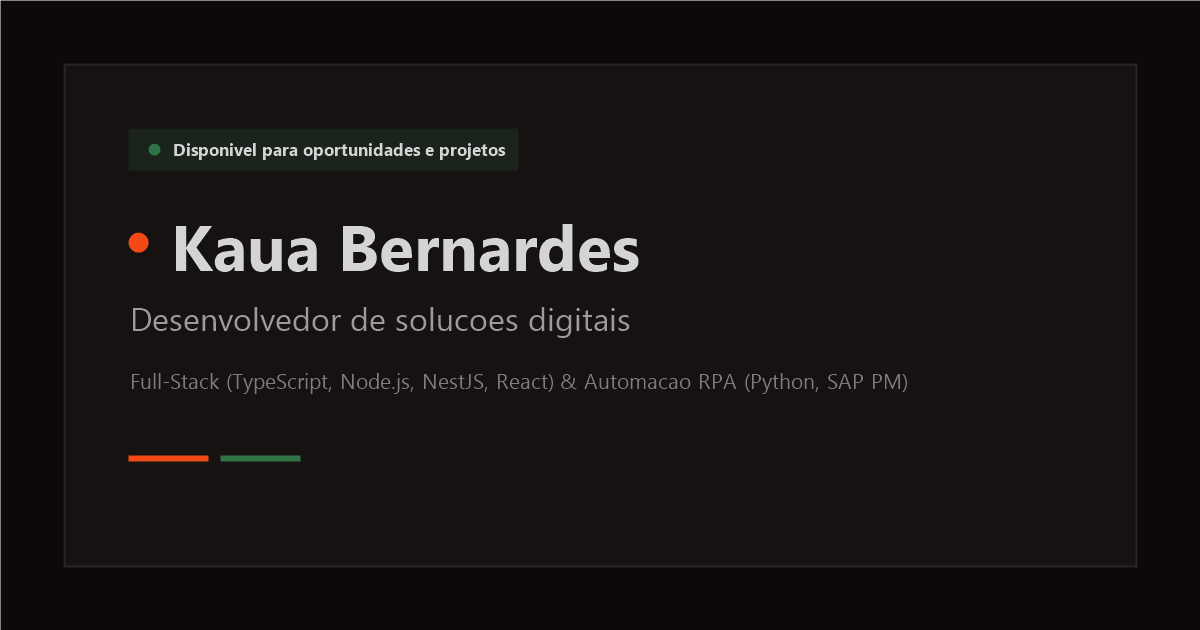 Disponivel para oportunidades e projetos
Kaua Bernardes
Desenvolvedor de solucoes digitais
Full-Stack (TypeScript, Node.js, NestJS, React) & Automacao RPA (Python, SAP PM)